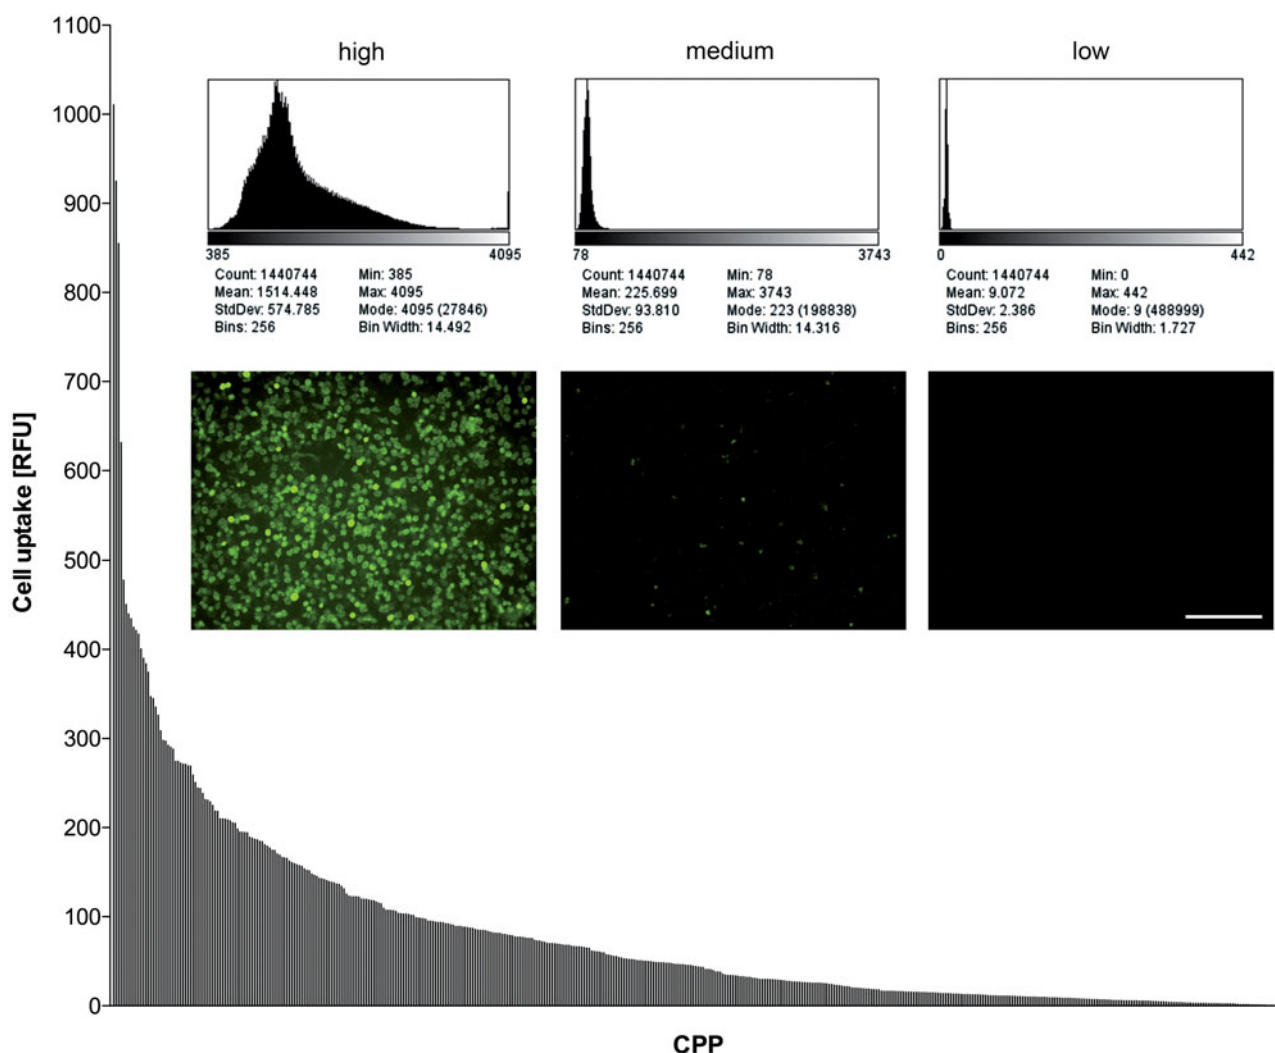 1100
1000
900
800
700
600
500
400
300
200
100
0
Cell uptake [RFU]
CPP
high
385 4095
Count: 1440744 Min: 385
Mean: 1514.448 Max: 4095
StdDev: 574.785 Mode: 4095 (27846)
Bins: 256 Bin Width: 14.492
medium
78 3743
Count: 1440744 Min: 78
Mean: 225.699 Max: 3743
StdDev: 93.810 Mode: 223 (198838)
Bins: 256 Bin Width: 14.316
low
0 442
Count: 1440744 Min: 0
Mean: 9.072 Max: 442
StdDev: 2.386 Mode: 9 (488999)
Bins: 256 Bin Width: 1.727